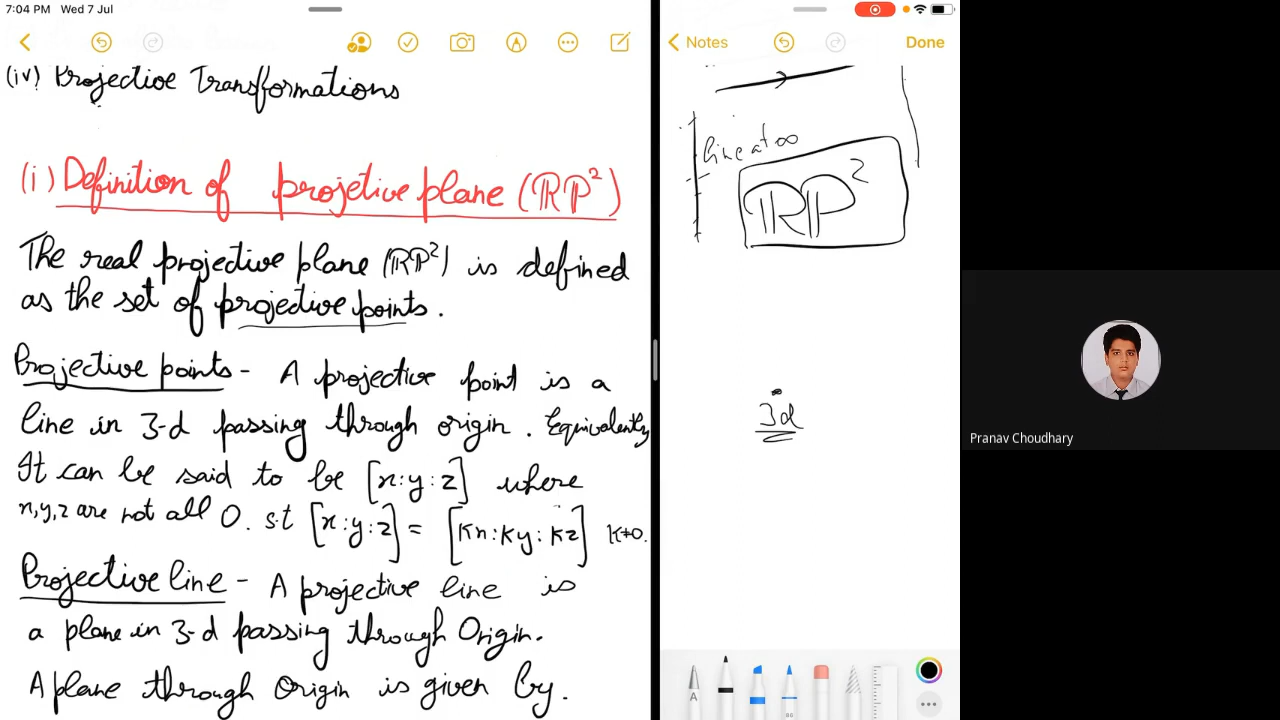 7:04 PM Wed 7 Jul
(iv) Projective Transformations
(i) Definition of projetive plane (ℝℙ²)
The real projective plane (ℝℙ²) is defined
as the set of projective points.
Projective points - A projective point is a
line in 3-d passing through origin. Equivalently
It can be said to be [x:y:z] where
x,y,z are not all 0. s.t [x:y:z] = [Kx:Ky:Kz] K≠0.
Projective line - A projective line is
a plane in 3-d passing through Origin.
A plane through Origin is given by.
Notes
Done
line at ∞
ℝℙ²
3d
A
Pranav Choudhary